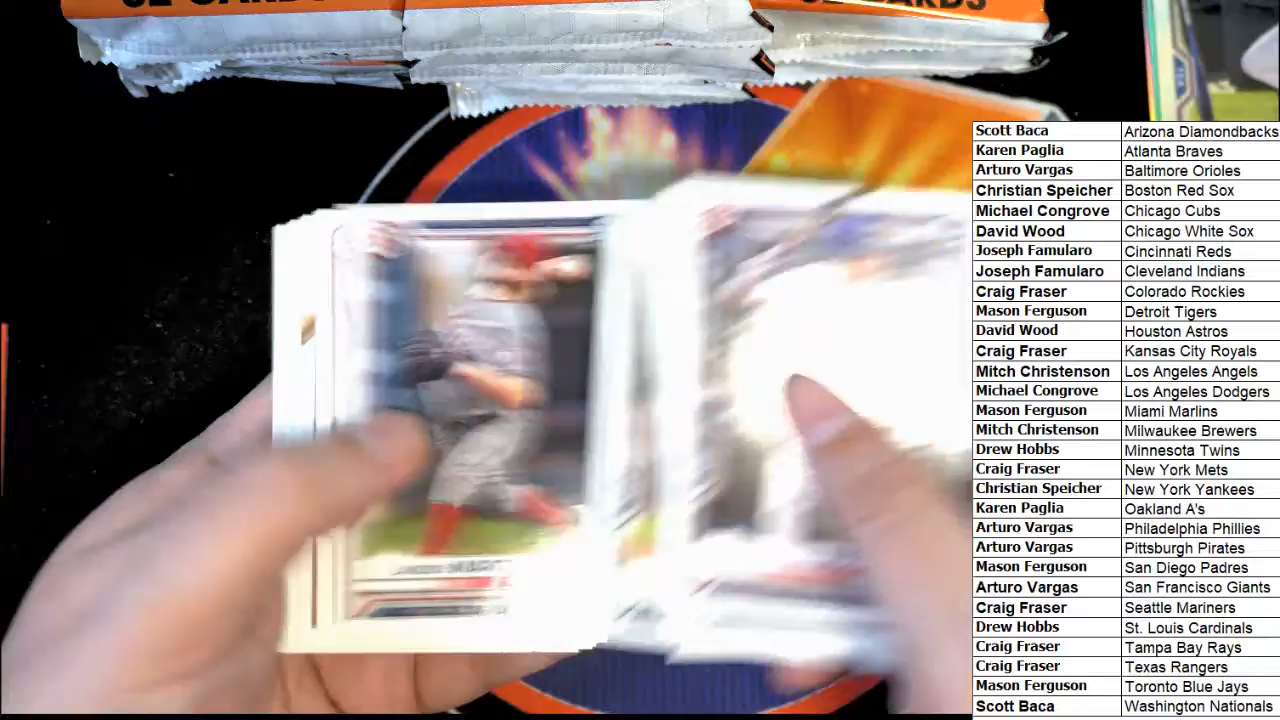 Scott Baca Arizona Diamondbacks
Karen Paglia Atlanta Braves
Arturo Vargas Baltimore Orioles
Christian Speicher Boston Red Sox
Michael Congrove Chicago Cubs
David Wood Chicago White Sox
Joseph Famularo Cincinnati Reds
Joseph Famularo Cleveland Indians
Craig Fraser Colorado Rockies
Mason Ferguson Detroit Tigers
David Wood Houston Astros
Craig Fraser Kansas City Royals
Mitch Christenson Los Angeles Angels
Michael Congrove Los Angeles Dodgers
Mason Ferguson Miami Marlins
Mitch Christenson Milwaukee Brewers
Drew Hobbs Minnesota Twins
Craig Fraser New York Mets
Christian Speicher New York Yankees
Karen Paglia Oakland A's
Arturo Vargas Philadelphia Phillies
Arturo Vargas Pittsburgh Pirates
Mason Ferguson San Diego Padres
Arturo Vargas San Francisco Giants
Craig Fraser Seattle Mariners
Drew Hobbs St. Louis Cardinals
Craig Fraser Tampa Bay Rays
Craig Fraser Texas Rangers
Mason Ferguson Toronto Blue Jays
Scott Baca Washington Nationals